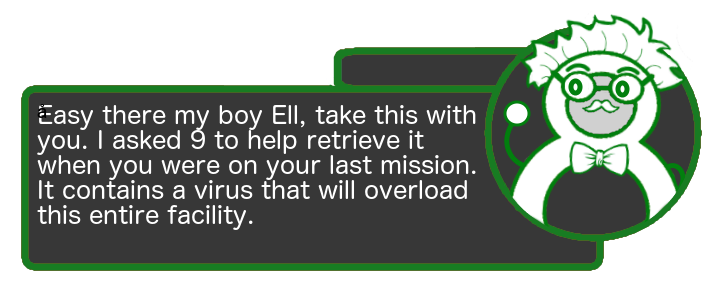 Easy there my boy Ell, take this with
you. I asked 9 to help retrieve it
when you were on your last mission.
It contains a virus that will overload
this entire facility.